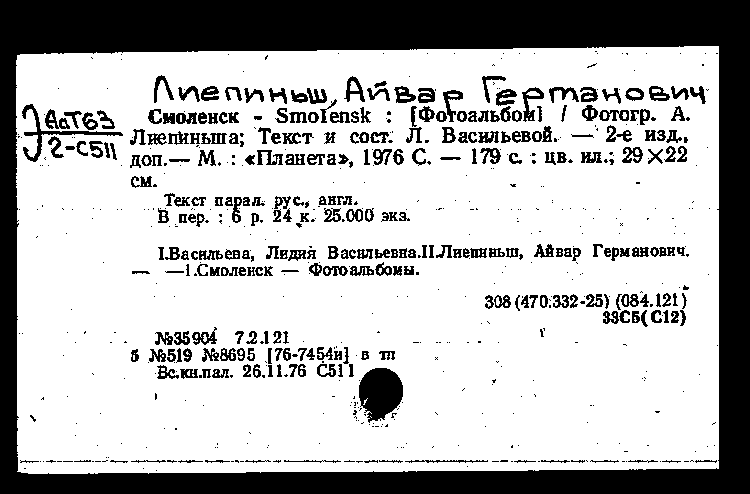 Лиепиньш, Айвар Германович
АаТ63
2-С511
Смоленск - Smolensk : [Фотоальбом] / Фотогр. А.
Лиепиньша; Текст и сост. Л. Васильевой. — 2-е изд.,
доп.— М. : «Планета», 1976 С. — 179 с. : цв. ил.; 29×22
см.
Текст парал. рус., англ.
В пер. : 6 р. 24 к. 25.000 экз.
I.Васильева, Лидия Васильевна.II.Лиепиньш, Айвар Германович.
— —1.Смоленск — Фотоальбомы.
308 (470.332-25) (084.121)
33С5( С12)
№35904 7.2.121
б №519 №8695 [76-7454и] в тп
Вс.кн.пал. 26.11.76 С511